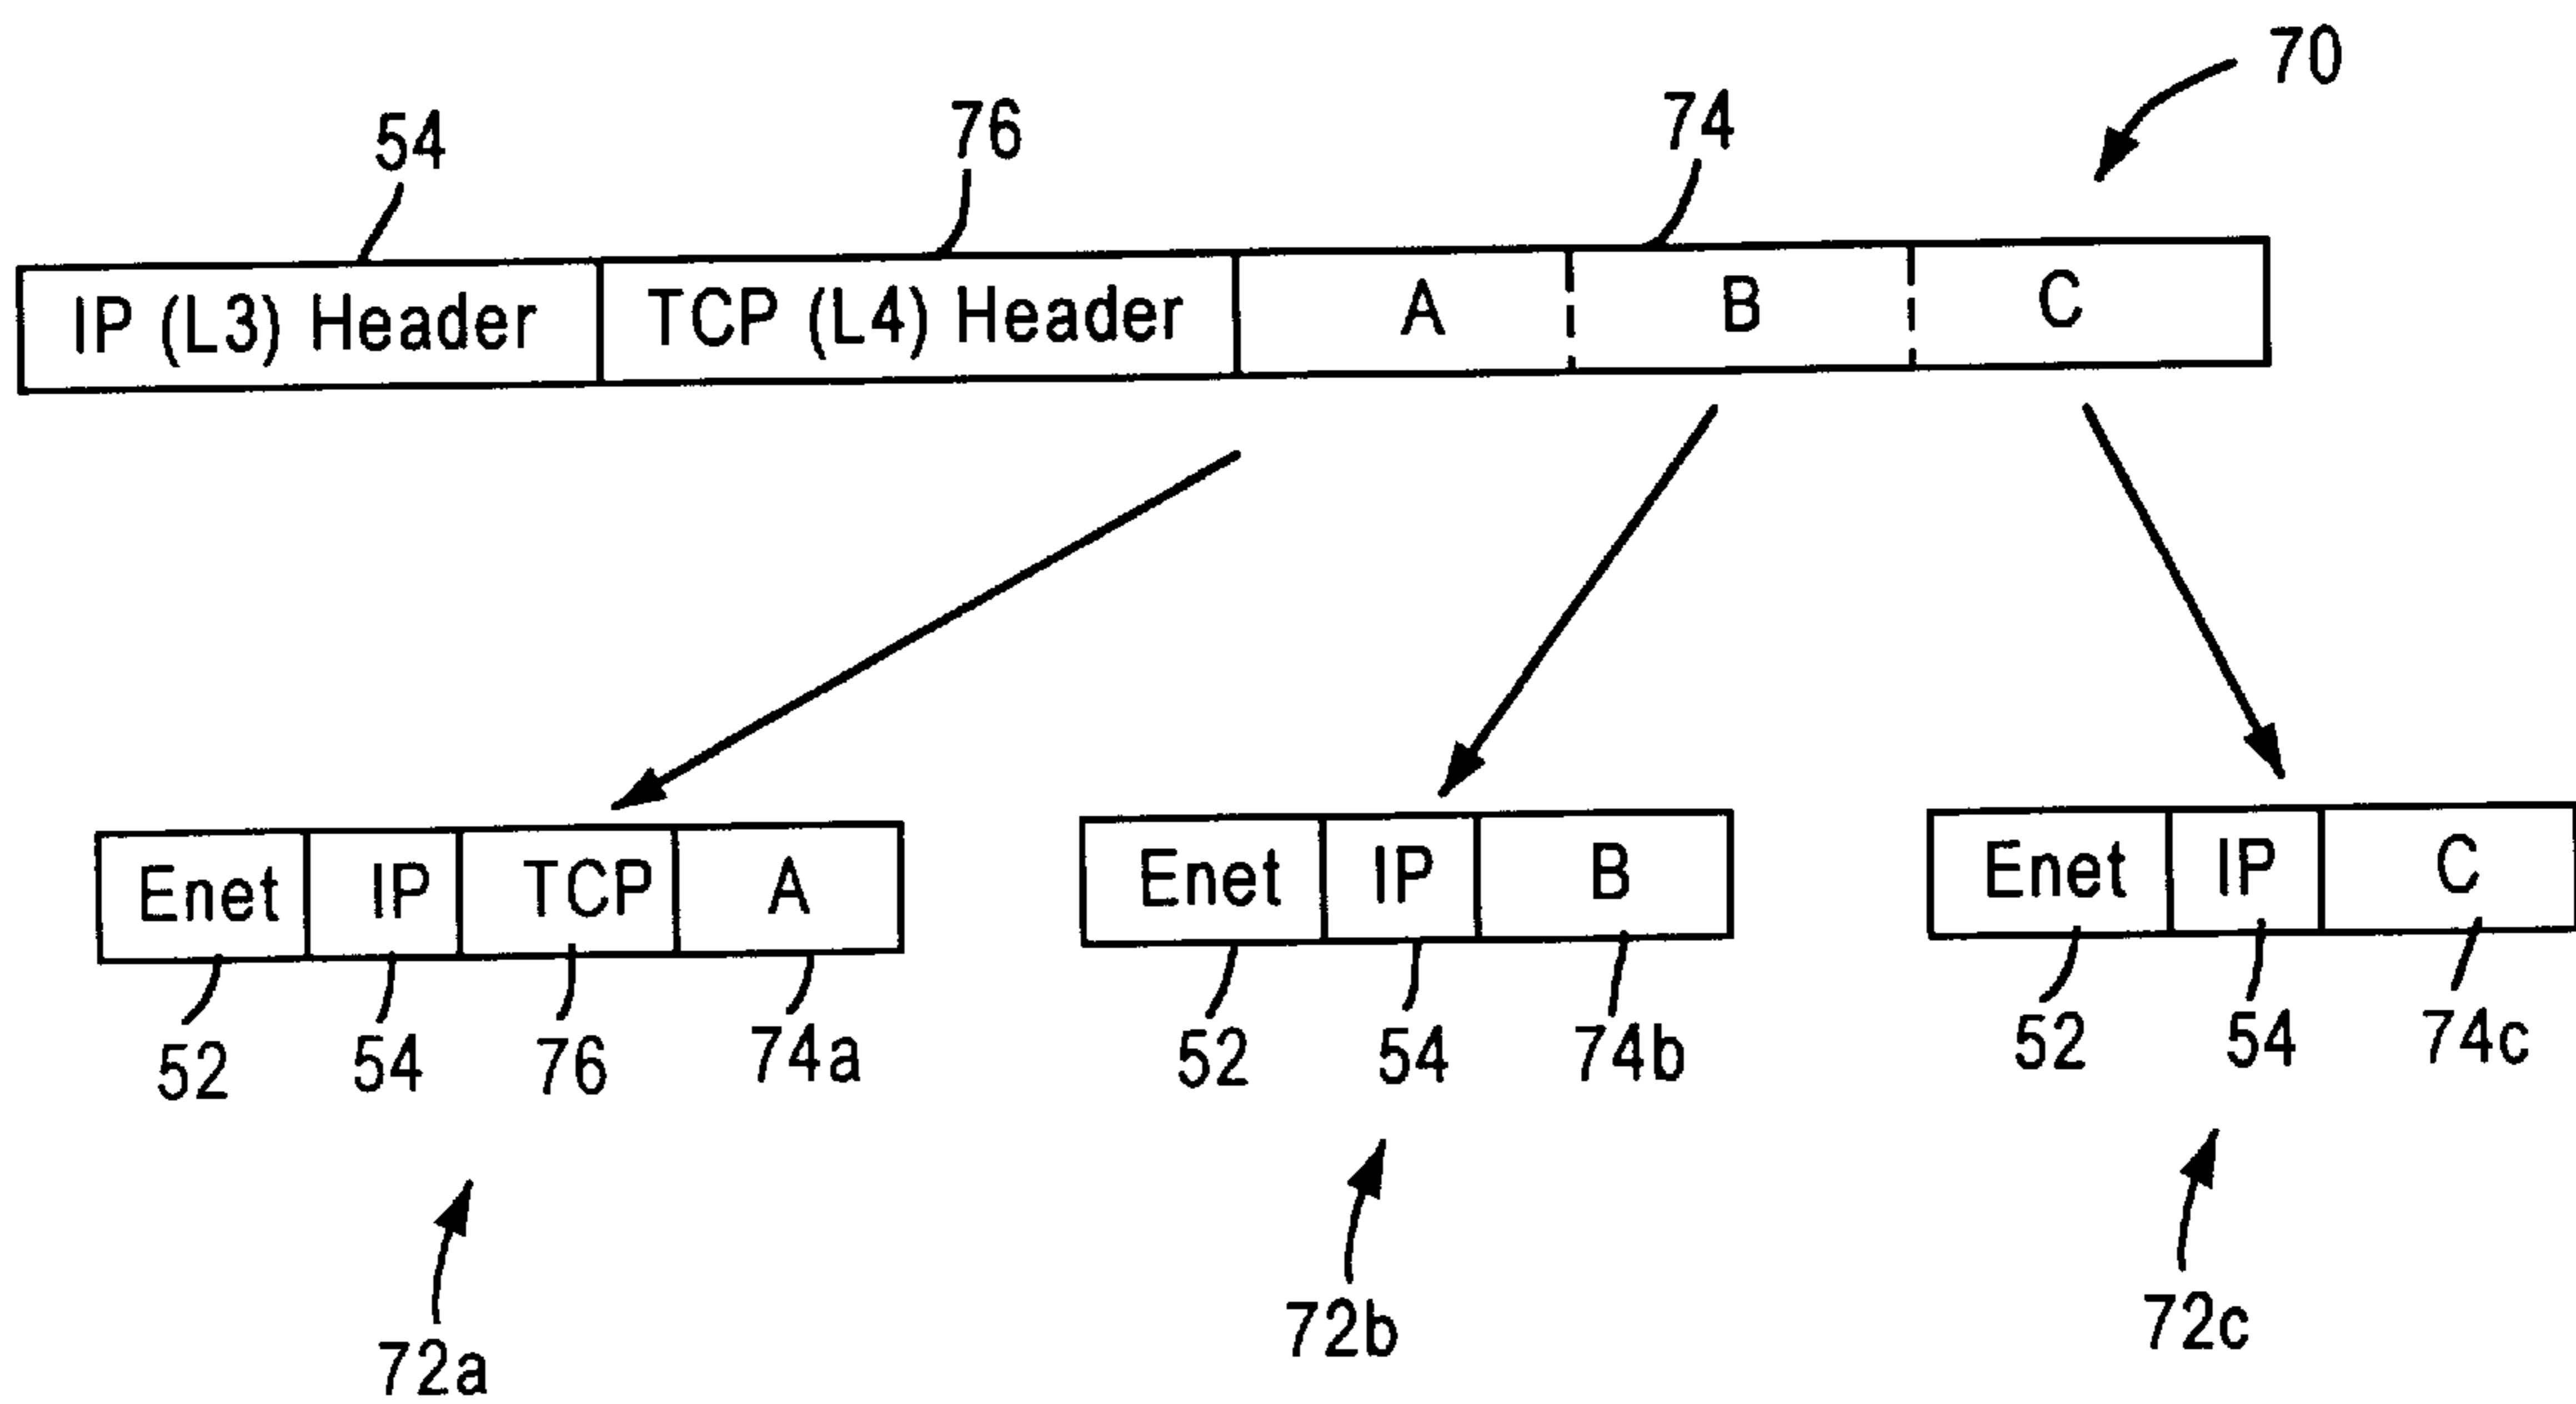 70
54 76 74
IP (L3) Header TCP (L4) Header A B C
Enet IP TCP A Enet IP B Enet IP C
52 54 76 74a 52 54 74b 52 54 74c
72a 72b 72c